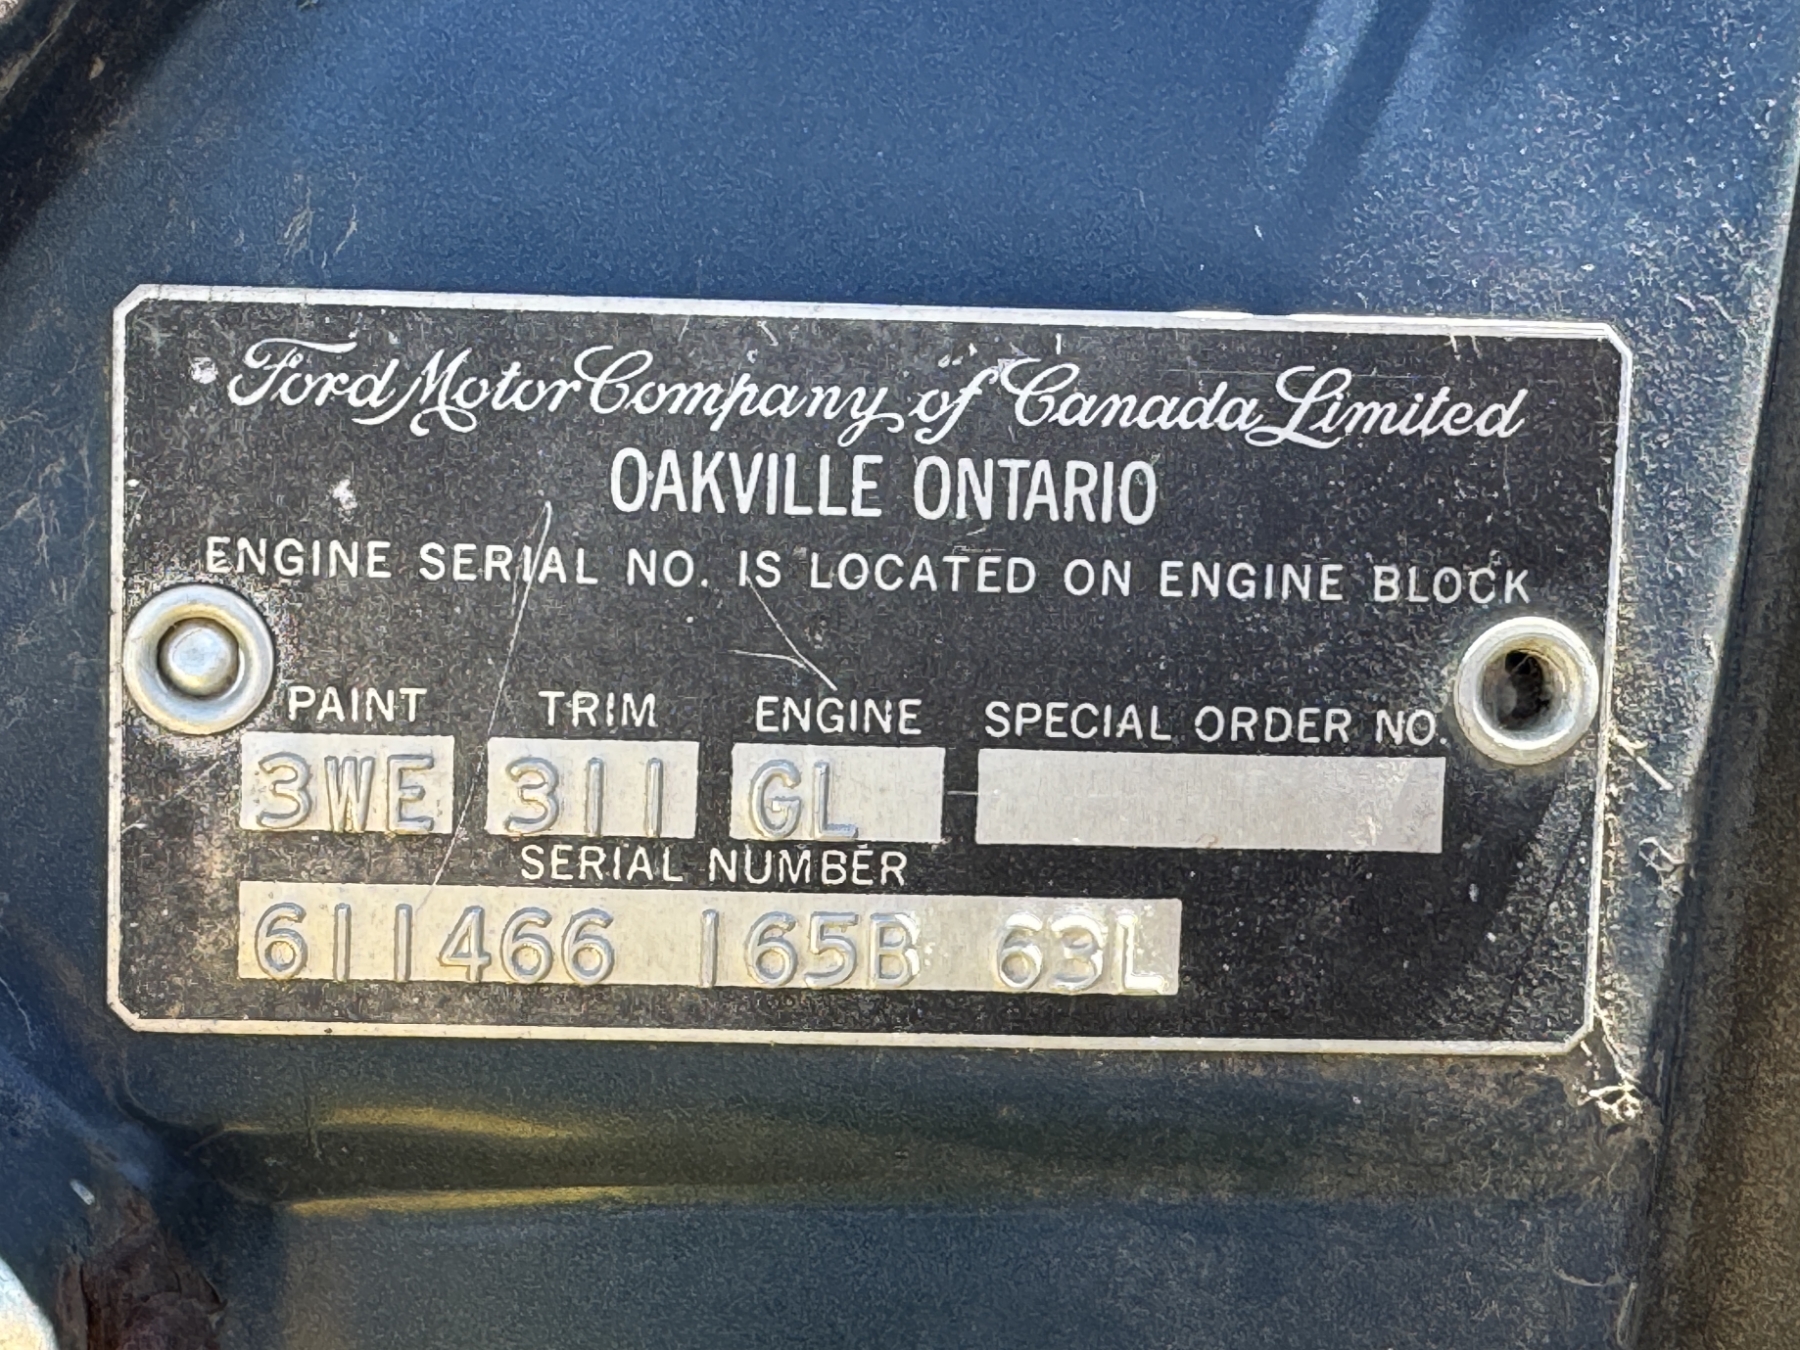 Ford Motor Company of Canada Limited
OAKVILLE ONTARIO
ENGINE SERIAL NO. IS LOCATED ON ENGINE BLOCK
PAINT TRIM ENGINE SPECIAL ORDER NO.
3WE 311 GL
SERIAL NUMBER
611466 165B 63L